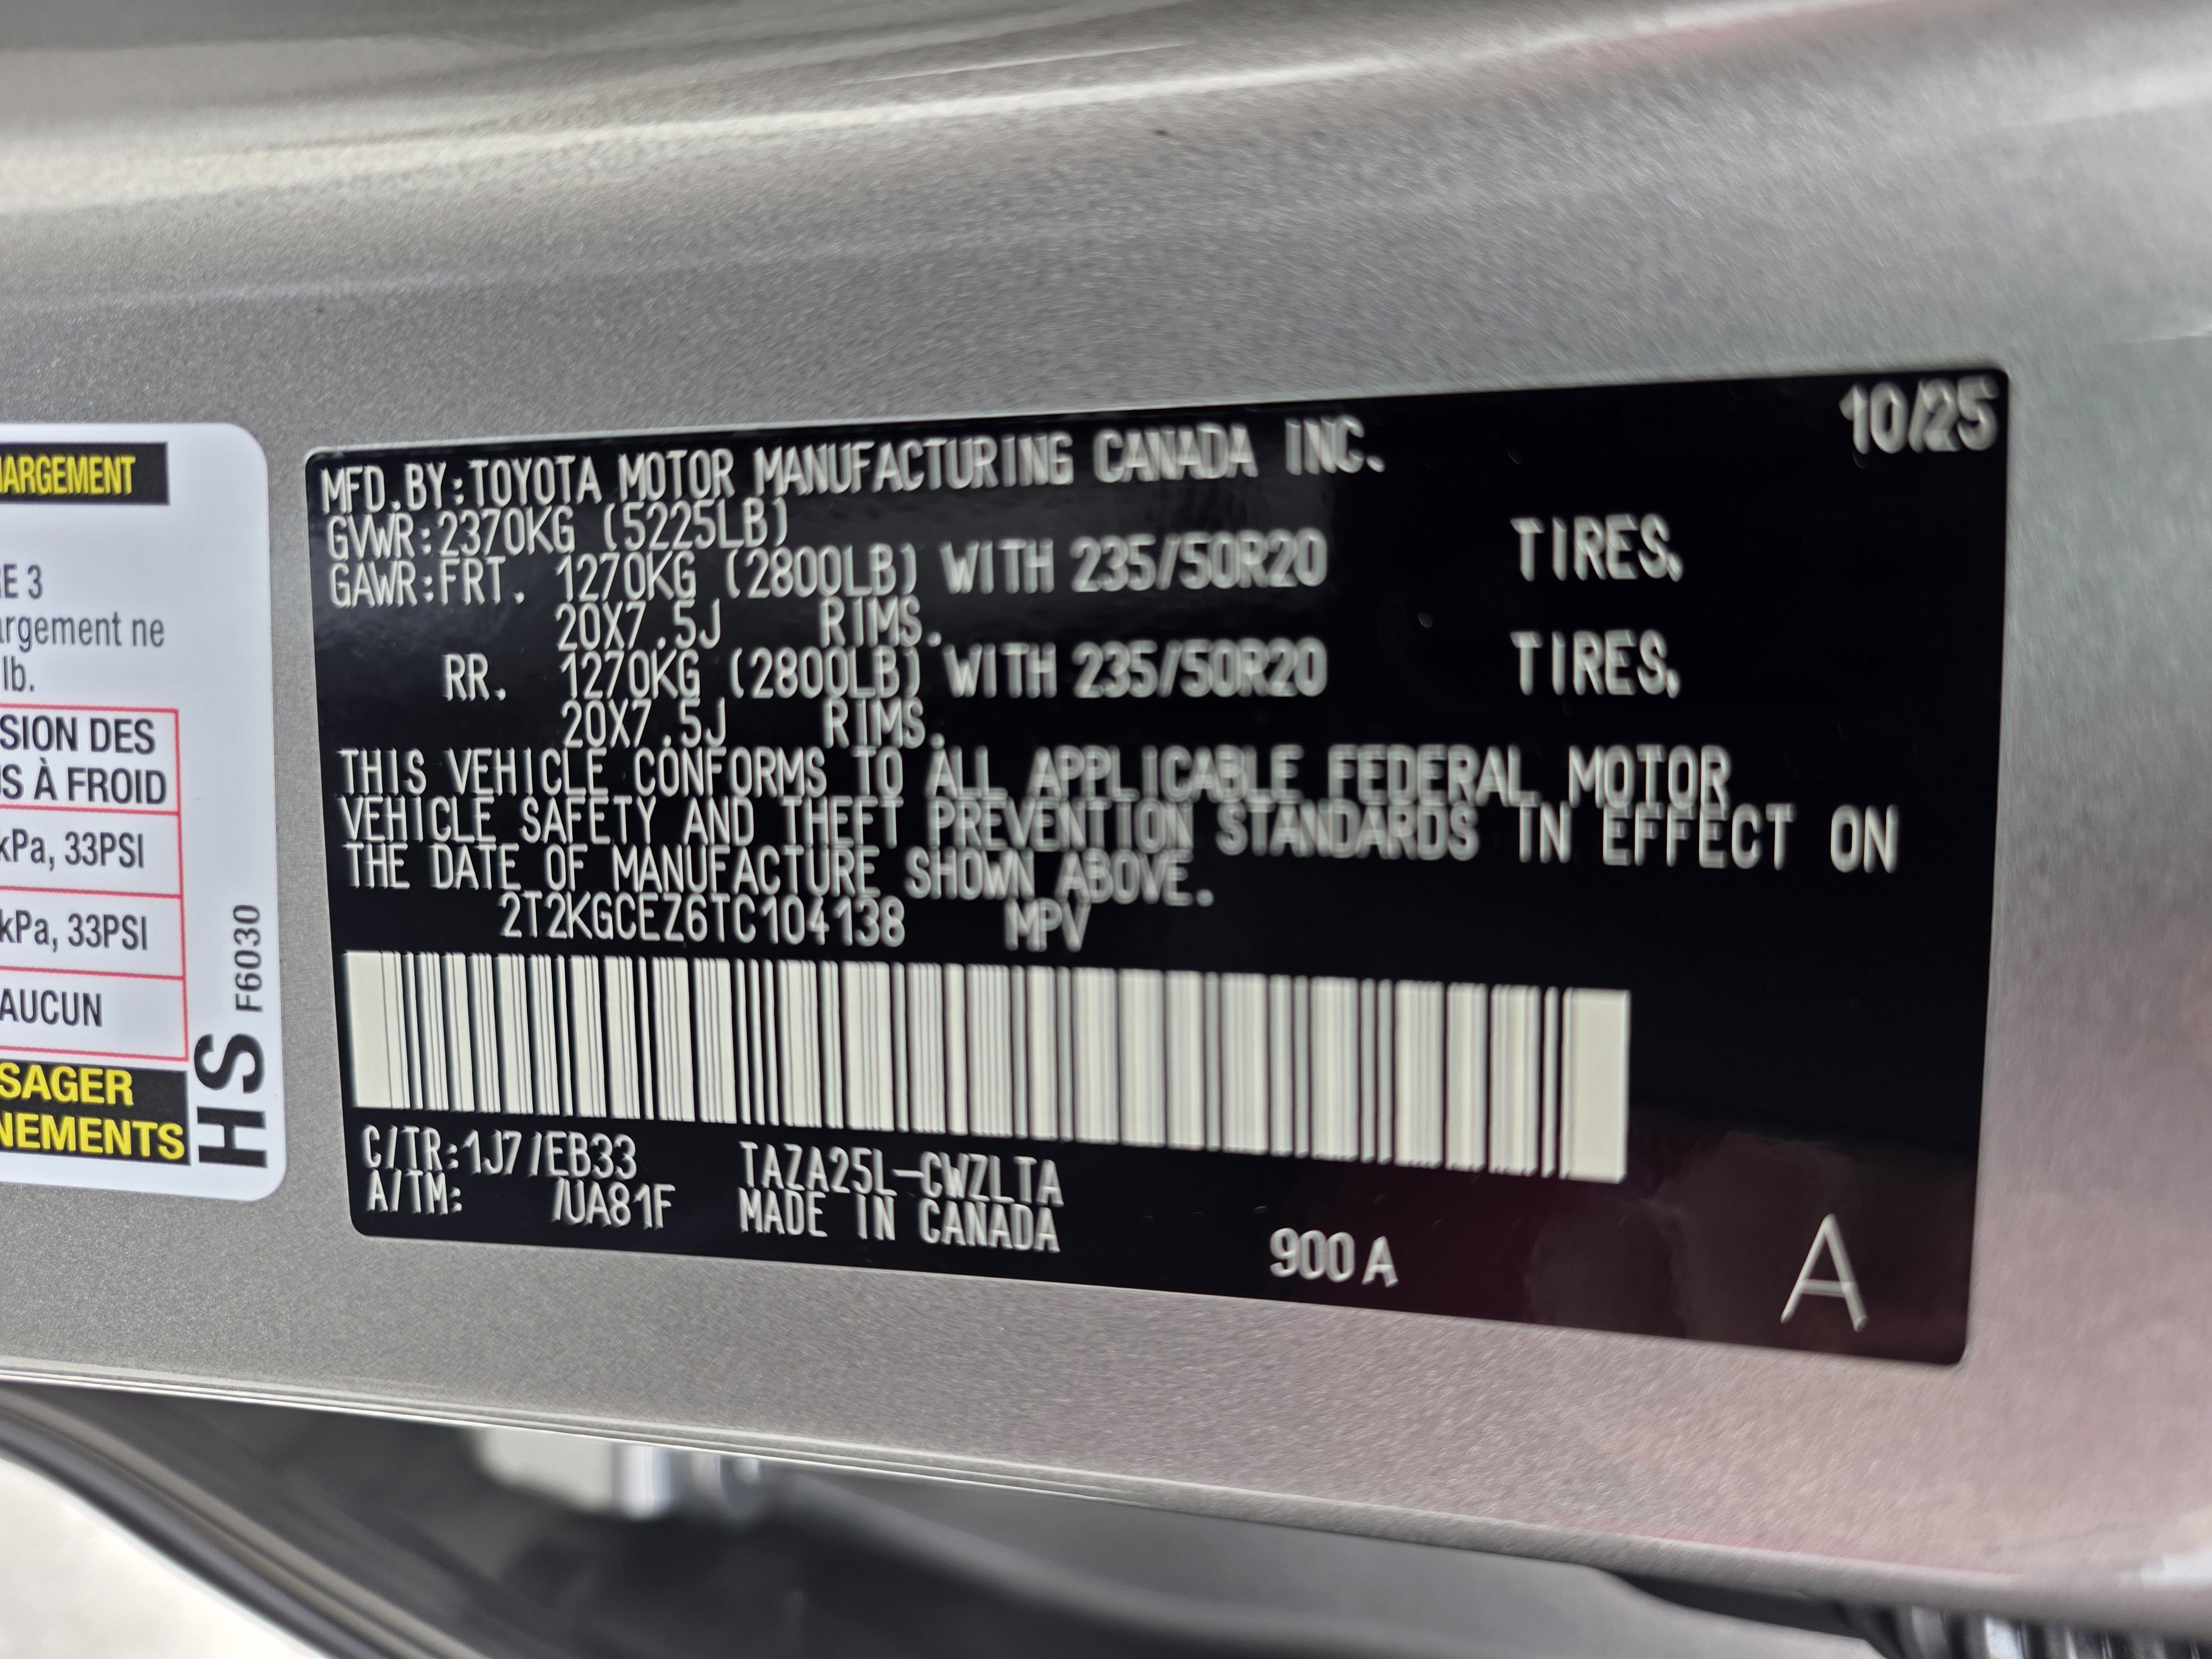 ARGEMENT
E 3
argement ne
lb.
SION DES
S À FROID
kPa, 33PSI
kPa, 33PSI
AUCUN
SAGER
NEMENTS
HS F6030
10/25
MFD.BY:TOYOTA MOTOR MANUFACTURING CANADA INC.
GVWR:2370KG (5225LB)
GAWR:FRT. 1270KG (2800LB) WITH 235/50R20 TIRES,
20X7.5J RIMS.
RR. 1270KG (2800LB) WITH 235/50R20 TIRES,
20X7.5J RIMS.
THIS VEHICLE CONFORMS TO ALL APPLICABLE FEDERAL MOTOR
VEHICLE SAFETY AND THEFT PREVENTION STANDARDS IN EFFECT ON
THE DATE OF MANUFACTURE SHOWN ABOVE.
2T2KGCEZ6TC104138 MPV
C/TR:1J7/EB33 TAZA25L-CWZLTA
A/TM: /UA81F MADE IN CANADA
900A
A